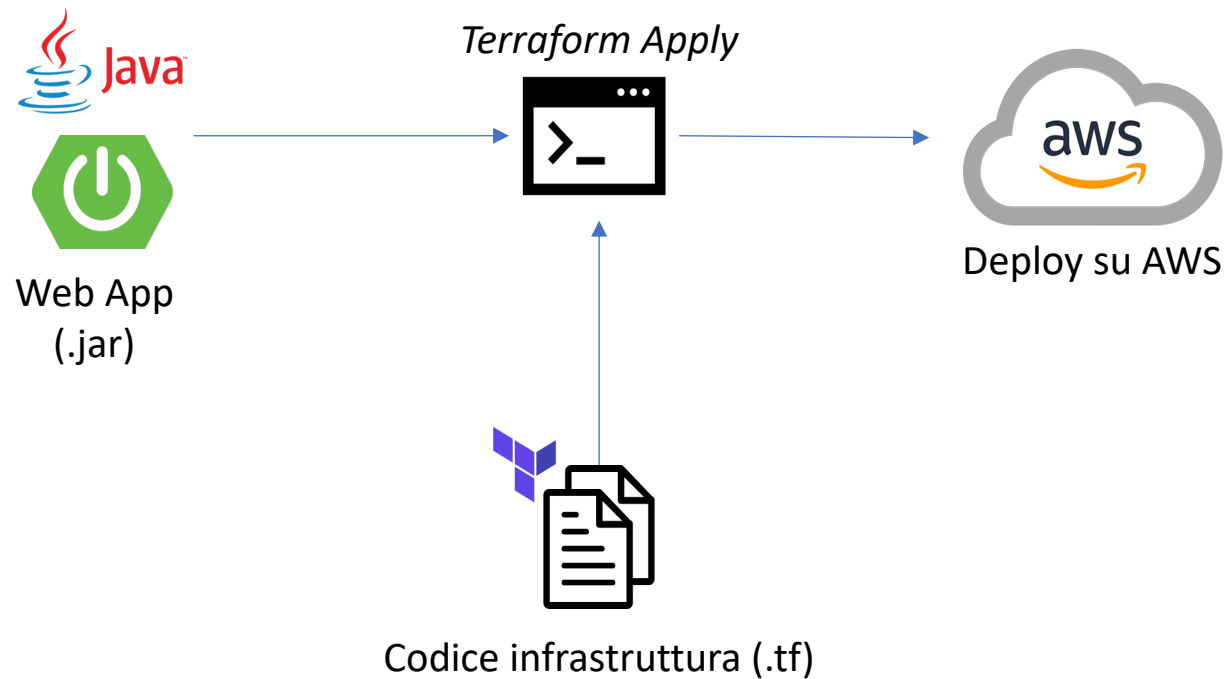 Java
Terraform Apply
aws
Web App
(.jar)
Deploy su AWS
Codice infrastruttura (.tf)